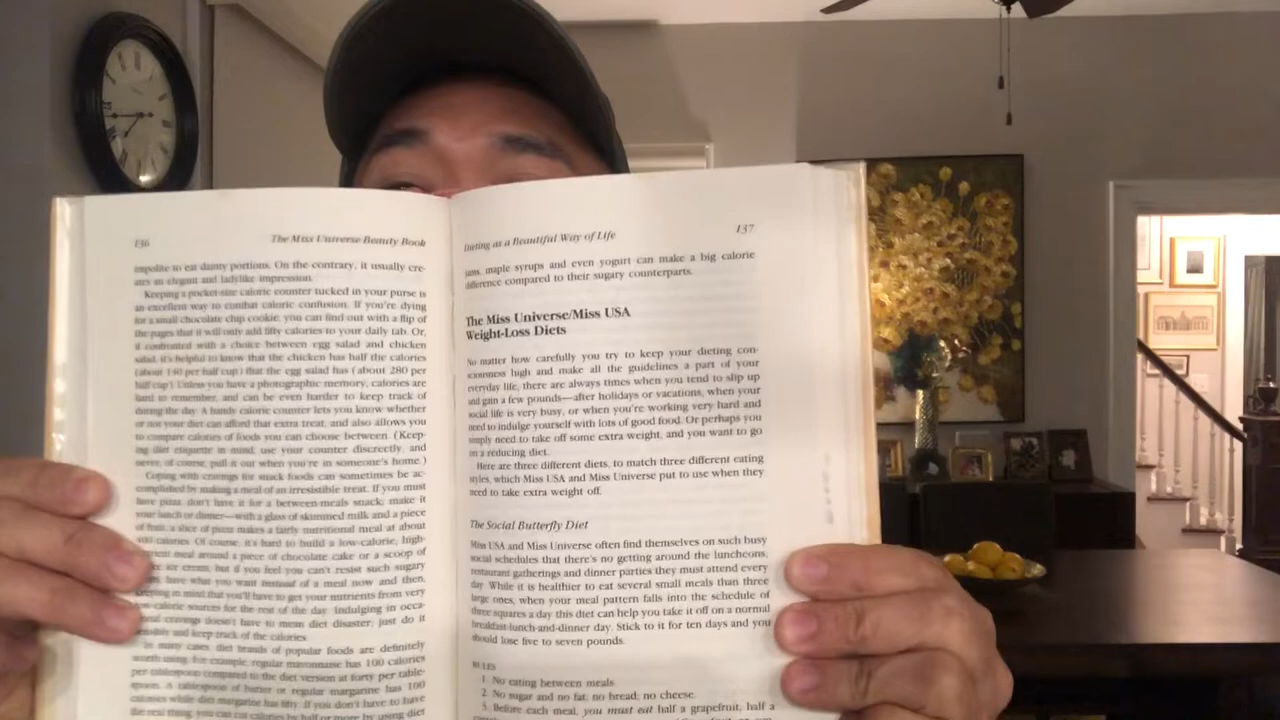 136
The Miss Universe Beauty Book
impolite to eat dainty portions. On the contrary, it usually cre-
ates an elegant and ladylike impression.
Keeping a pocket-size calorie counter tucked in your purse is
an excellent way to combat caloric confusion. If you're dying
for a small chocolate chip cookie, you can find out with a flip of
the pages that it will only add fifty calories to your daily tab. Or,
if confronted with a choice between egg salad and chicken
salad, it's helpful to know that the chicken has half the calories
(about 140 per half cup) that the egg salad has (about 280 per
half cup). Unless you have a photographic memory, calories are
hard to remember, and can be even harder to keep track of
during the day. A handy calorie counter lets you know whether
or not your diet can afford that extra treat, and also allows you
to compare calories of foods you can choose between. (Keep-
ing diet etiquette in mind, use your counter discreetly, and
never, of course, pull it out when you're in someone's home.)
Coping with cravings for snack foods can sometimes be ac-
complished by making a meal of an irresistible treat. If you must
have pizza, don't have it for a between-meals snack; make it
your lunch or dinner—with a glass of skimmed milk and a piece
of fruit, a slice of pizza makes a fairly nutritional meal at about
400 calories. Of course, it's hard to build a low-calorie, high-
nutrient meal around a piece of chocolate cake or a scoop of
ice cream, but if you feel you can't resist such sugary
have what you want instead of a meal now and then,
keeping in mind that you'll have to get your nutrients from very
low-calorie sources for the rest of the day. Indulging in occa-
sional cravings doesn't have to mean diet disaster; just do it
sensibly and keep track of the calories.
In many cases, diet brands of popular foods are definitely
worth using. For example, regular mayonnaise has 100 calories
per tablespoon compared to the diet version at forty per table-
spoon. A tablespoon of butter or regular margarine has 100
calories while diet margarine has fifty. If you don't have to have
the real thing, you can cut calories by half or more by using diet
Dieting as a Beautiful Way of Life
137
jams, maple syrups and even yogurt can make a big calorie
difference compared to their sugary counterparts.
The Miss Universe/Miss USA
Weight-Loss Diets
No matter how carefully you try to keep your dieting con-
sciousness high and make all the guidelines a part of your
everyday life, there are always times when you tend to slip up
and gain a few pounds—after holidays or vacations, when your
social life is very busy, or when you're working very hard and
need to indulge yourself with lots of good food. Or perhaps you
simply need to take off some extra weight, and you want to go
on a reducing diet.
Here are three different diets, to match three different eating
styles, which Miss USA and Miss Universe put to use when they
need to take extra weight off.
The Social Butterfly Diet
Miss USA and Miss Universe often find themselves on such busy
social schedules that there's no getting around the luncheons,
restaurant gatherings and dinner parties they must attend every
day. While it is healthier to eat several small meals than three
large ones, when your meal pattern falls into the schedule of
three squares a day this diet can help you take it off on a normal
breakfast-lunch-and-dinner day. Stick to it for ten days and you
should lose five to seven pounds.
RULES
1. No eating between meals.
2. No sugar and no fat; no bread; no cheese.
3. Before each meal, you must eat half a grapefruit, half a